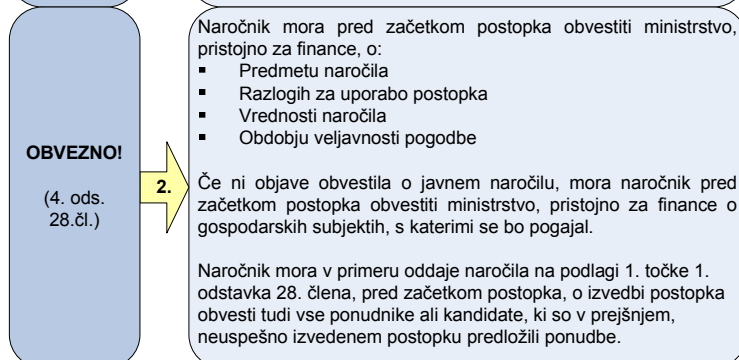 OBVEZNO!
(4. ods.
28.čl.)
2.
Naročnik mora pred začetkom postopka obvestiti ministrstvo,
pristojno za finance, o:
▪ Predmetu naročila
▪ Razlogih za uporabo postopka
▪ Vrednosti naročila
▪ Obdobju veljavnosti pogodbe
Če ni objave obvestila o javnem naročilu, mora naročnik pred
začetkom postopka obvestiti ministrstvo, pristojno za finance o
gospodarskih subjektih, s katerimi se bo pogajal.
Naročnik mora v primeru oddaje naročila na podlagi 1. točke 1.
odstavka 28. člena, pred začetkom postopka, o izvedbi postopka
obvesti tudi vse ponudnike ali kandidate, ki so v prejšnjem,
neuspešno izvedenem postopku predložili ponudbe.